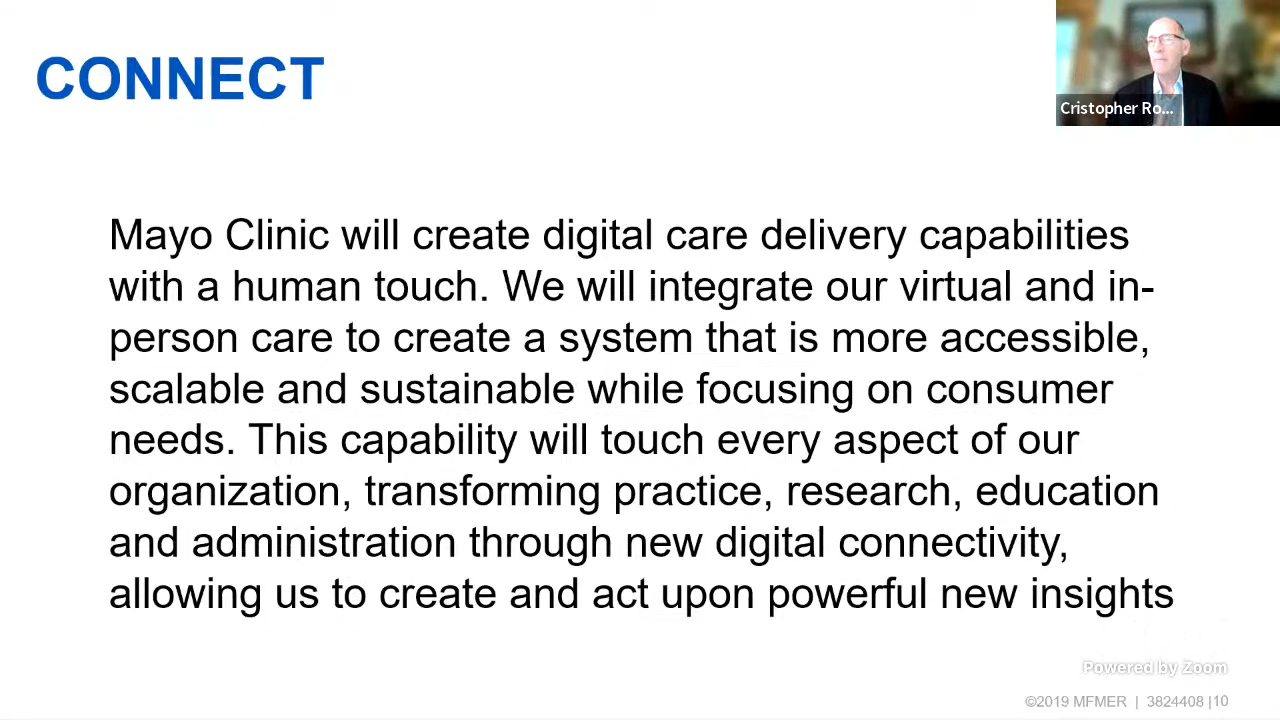 CONNECT
Cristopher Ro...
Mayo Clinic will create digital care delivery capabilities
with a human touch. We will integrate our virtual and in-
person care to create a system that is more accessible,
scalable and sustainable while focusing on consumer
needs. This capability will touch every aspect of our
organization, transforming practice, research, education
and administration through new digital connectivity,
allowing us to create and act upon powerful new insights
Powered by Zoom
©2019 MFMER | 3824408 |10